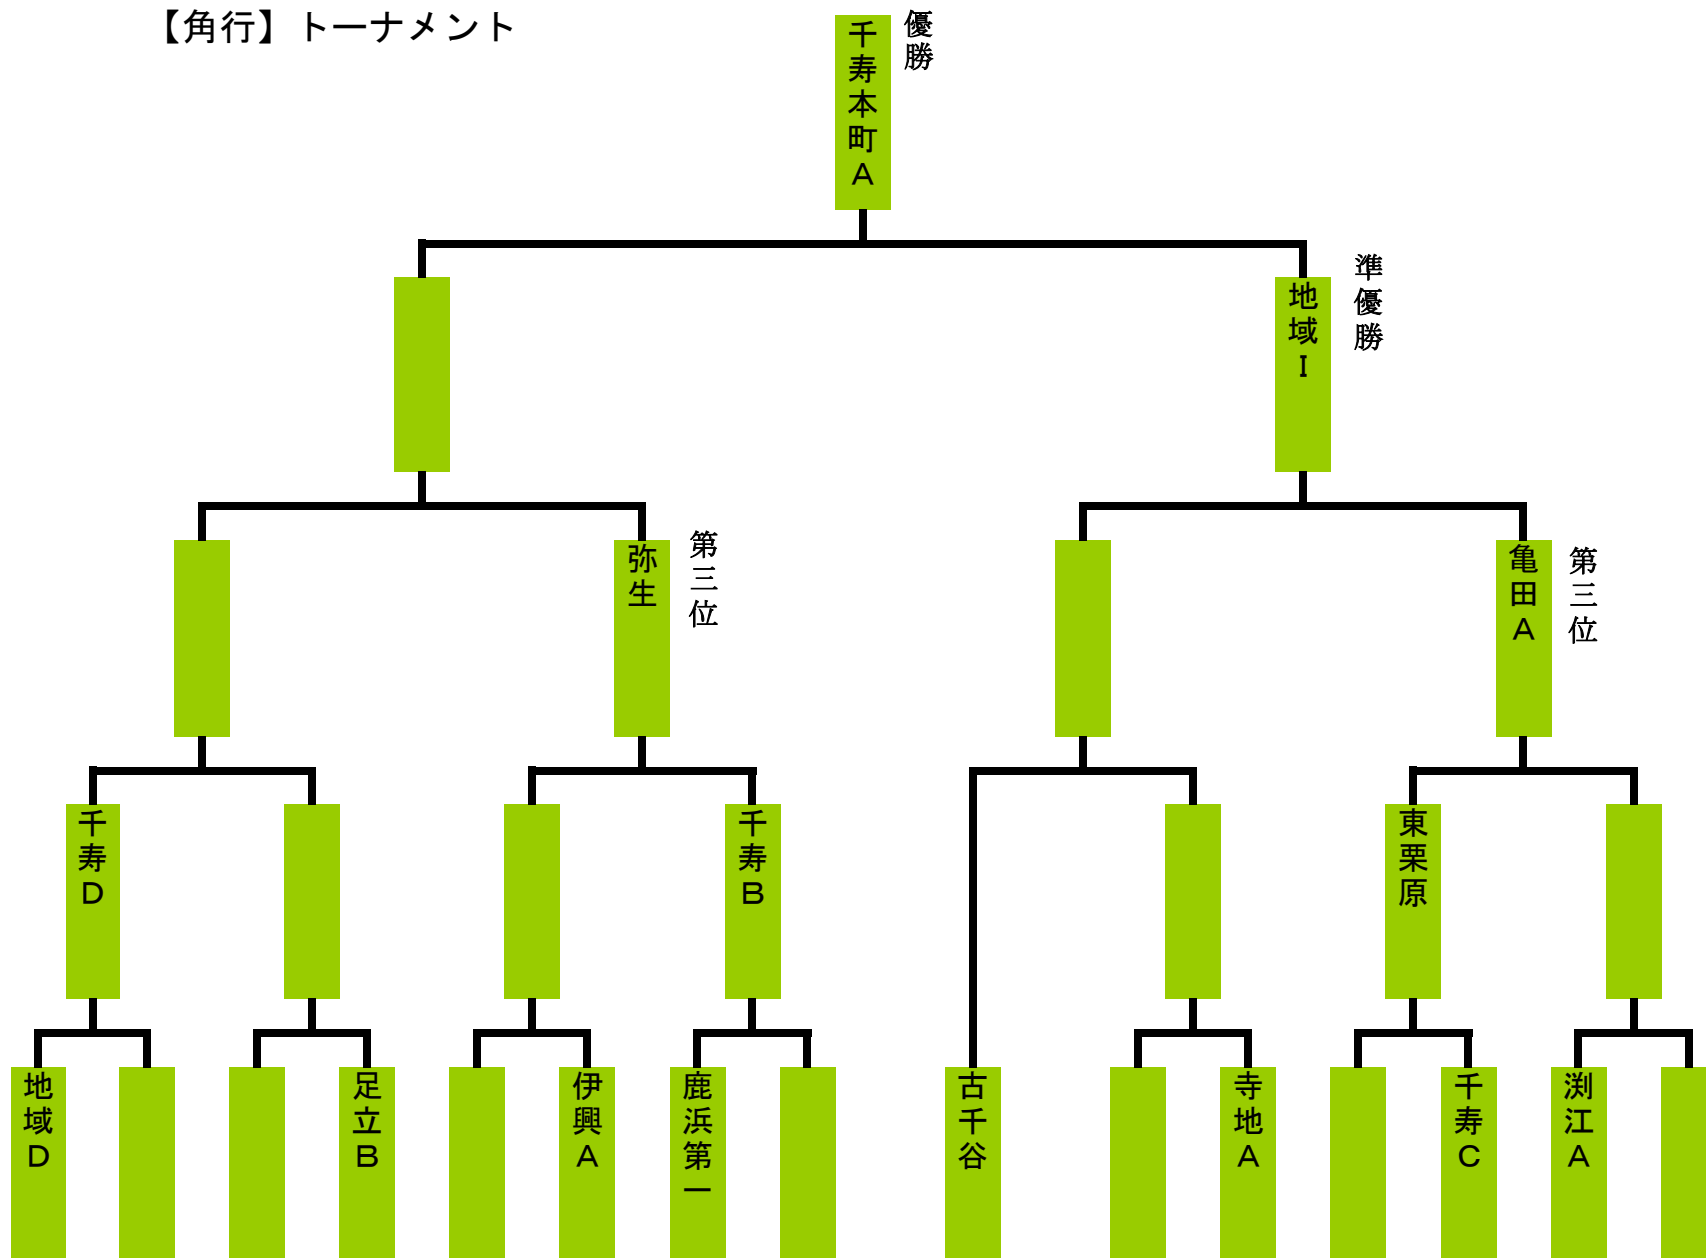 【角行】トーナメント
千寿本町A
優勝
地域I
準優勝
弥生
第三位
亀田A
第三位
千寿D
千寿B
東栗原
地域D
足立B
伊興A
鹿浜第一
古千谷
寺地A
千寿C
渕江A